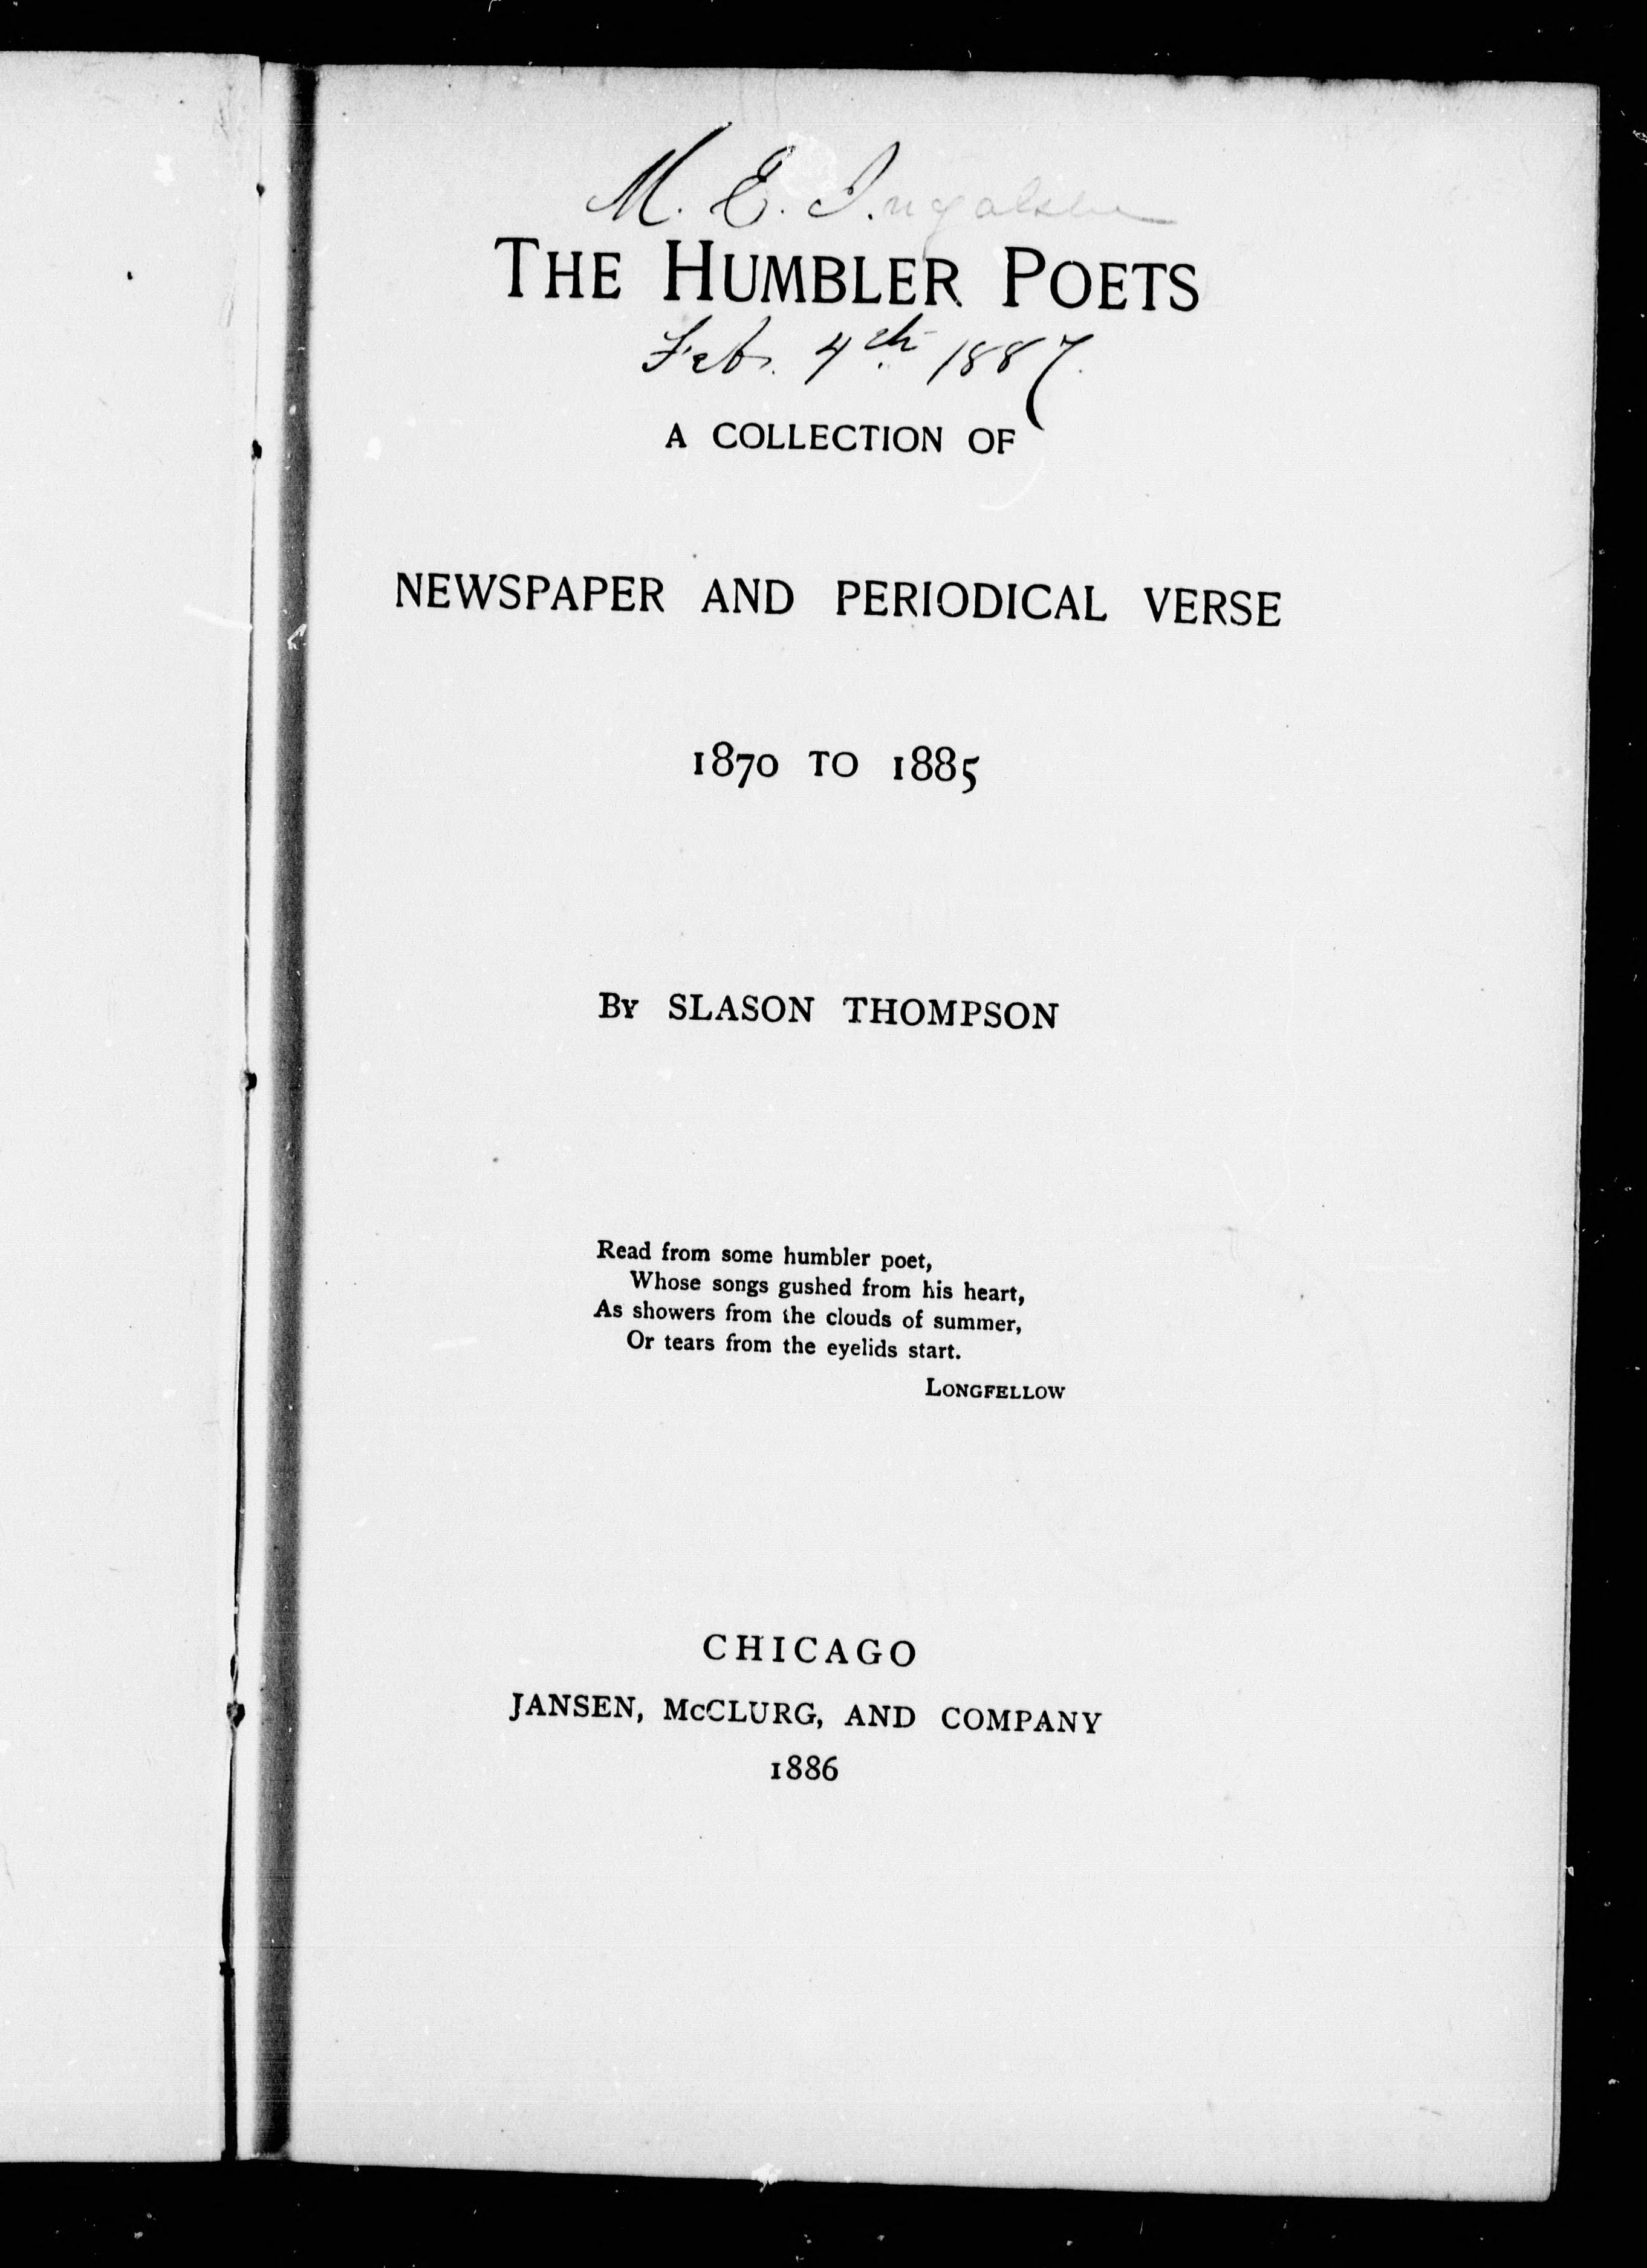 M. E. Ingalsbe
THE HUMBLER POETS
Feb. 4th 1887.
A COLLECTION OF
NEWSPAPER AND PERIODICAL VERSE
1870 TO 1885
BY SLASON THOMPSON
Read from some humbler poet,
Whose songs gushed from his heart,
As showers from the clouds of summer,
Or tears from the eyelids start.
LONGFELLOW
CHICAGO
JANSEN, McCLURG, AND COMPANY
1886